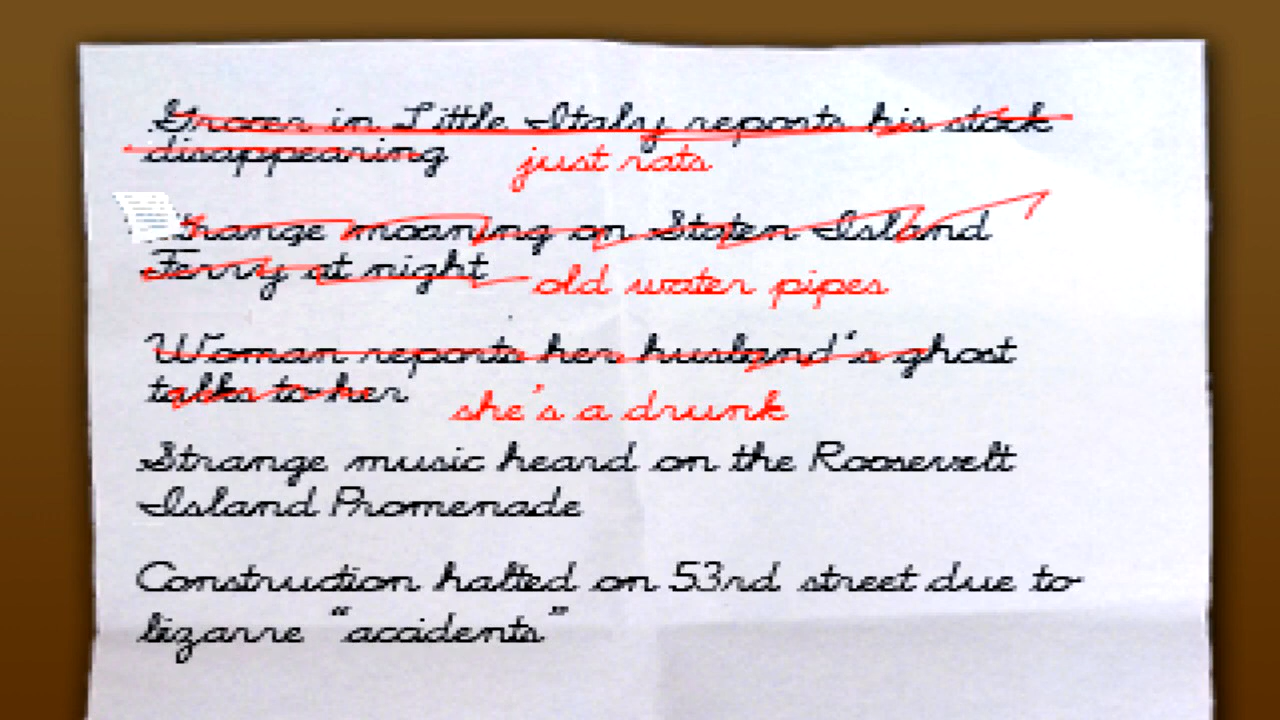 Grocer in Little Italy reports his stock
disappearing just rats
Strange moaning on Staten Island
Ferry at night old water pipes
Woman reports her husband's ghost
talks to her she's a drunk
Strange music heard on the Roosevelt
Island Promenade
Construction halted on 53rd street due to
bizarre "accidents"